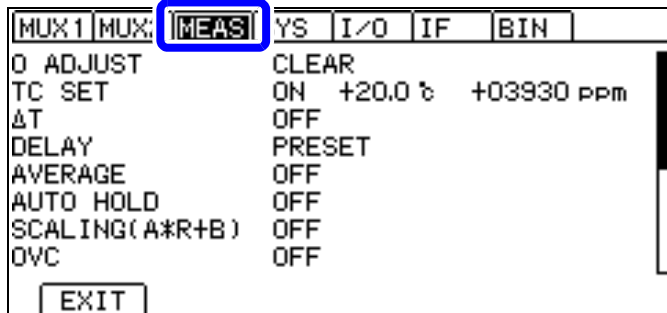 MUX1 MUX: MEAS YS I/O IF BIN
0 ADJUST CLEAR
TC SET ON +20.0 ℃ +03930 ppm
ΔT OFF
DELAY PRESET
AVERAGE OFF
AUTO HOLD OFF
SCALING(A*R+B) OFF
OVC OFF
EXIT